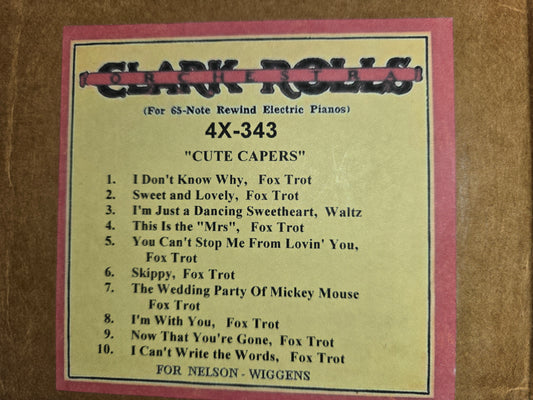 CLARK ROLLS
ORCHESTRA
(For 65-Note Rewind Electric Pianos)
4X-343
"CUTE CAPERS"
1. I Don't Know Why, Fox Trot
2. Sweet and Lovely, Fox Trot
3. I'm Just a Dancing Sweetheart, Waltz
4. This Is the "Mrs", Fox Trot
5. You Can't Stop Me From Lovin' You,
Fox Trot
6. Skippy, Fox Trot
7. The Wedding Party Of Mickey Mouse
Fox Trot
8. I'm With You, Fox Trot
9. Now That You're Gone, Fox Trot
10. I Can't Write the Words, Fox Trot
FOR NELSON - WIGGENS